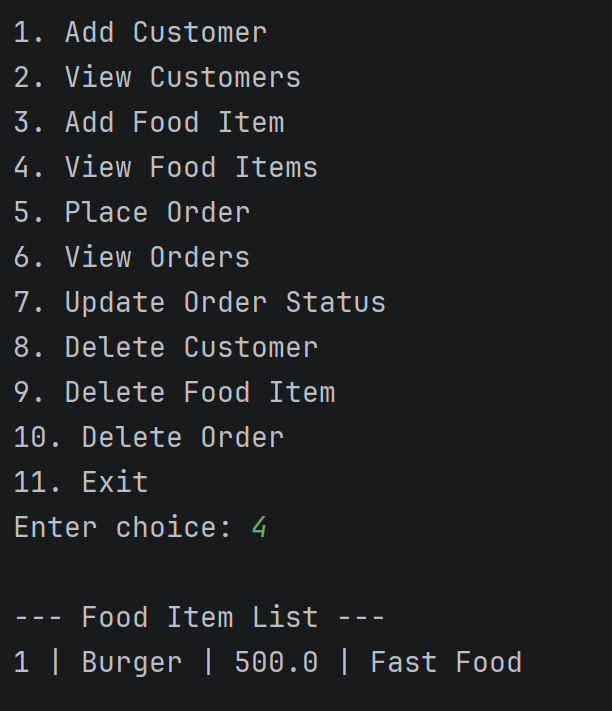 1. Add Customer
2. View Customers
3. Add Food Item
4. View Food Items
5. Place Order
6. View Orders
7. Update Order Status
8. Delete Customer
9. Delete Food Item
10. Delete Order
11. Exit
Enter choice: 4
--- Food Item List ---
1 | Burger | 500.0 | Fast Food